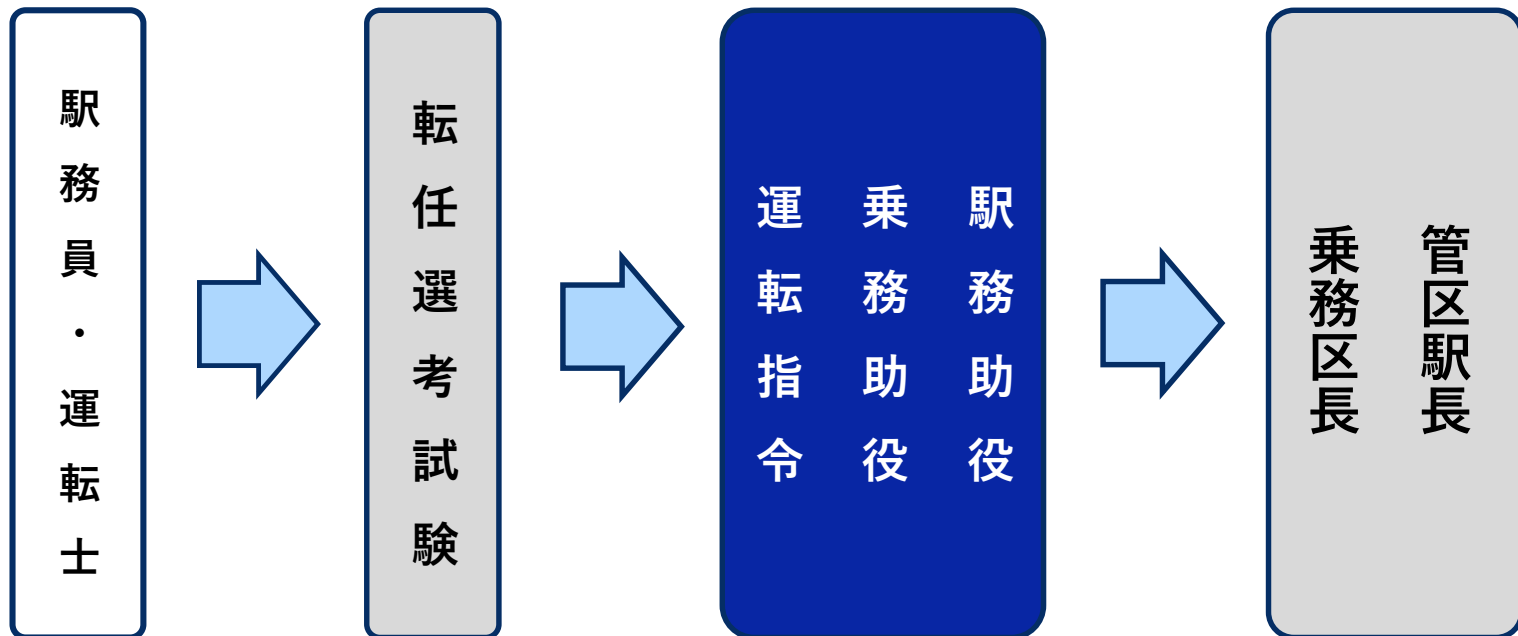 駅務員・運転士
転任選考試験
駅務助役
乗務助役
運転指令
管区駅長
乗務区長